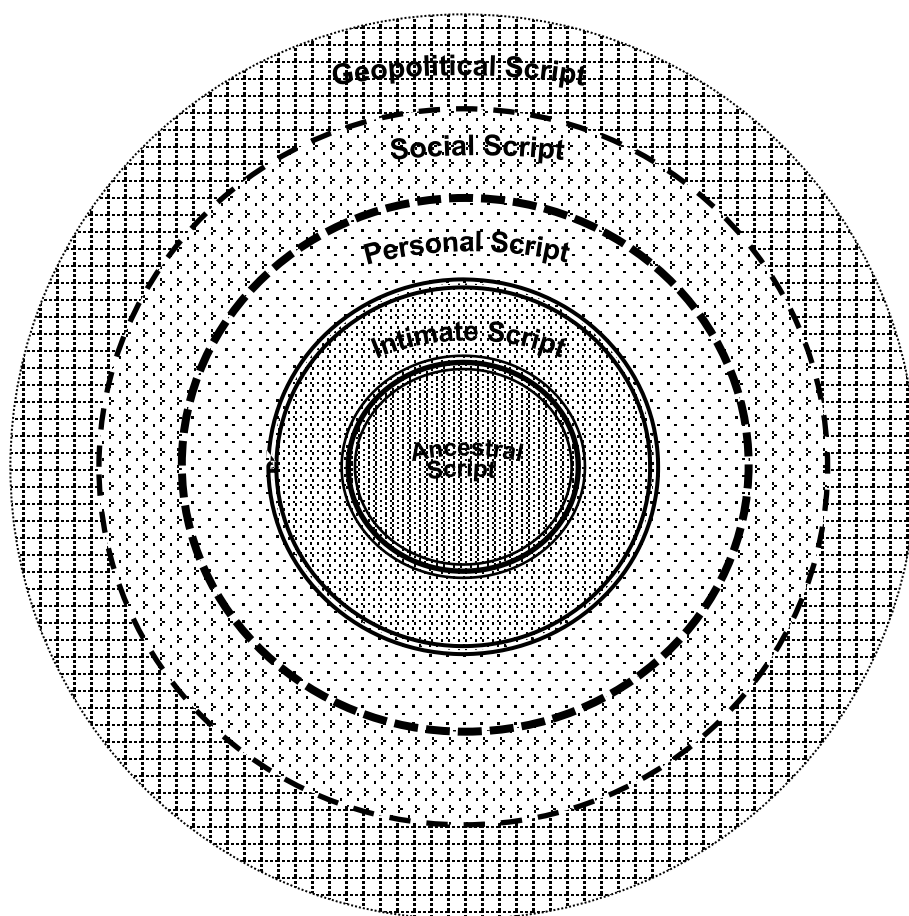 Geopolitical Script
Social Script
Personal Script
Intimate Script
Ancestral
Script